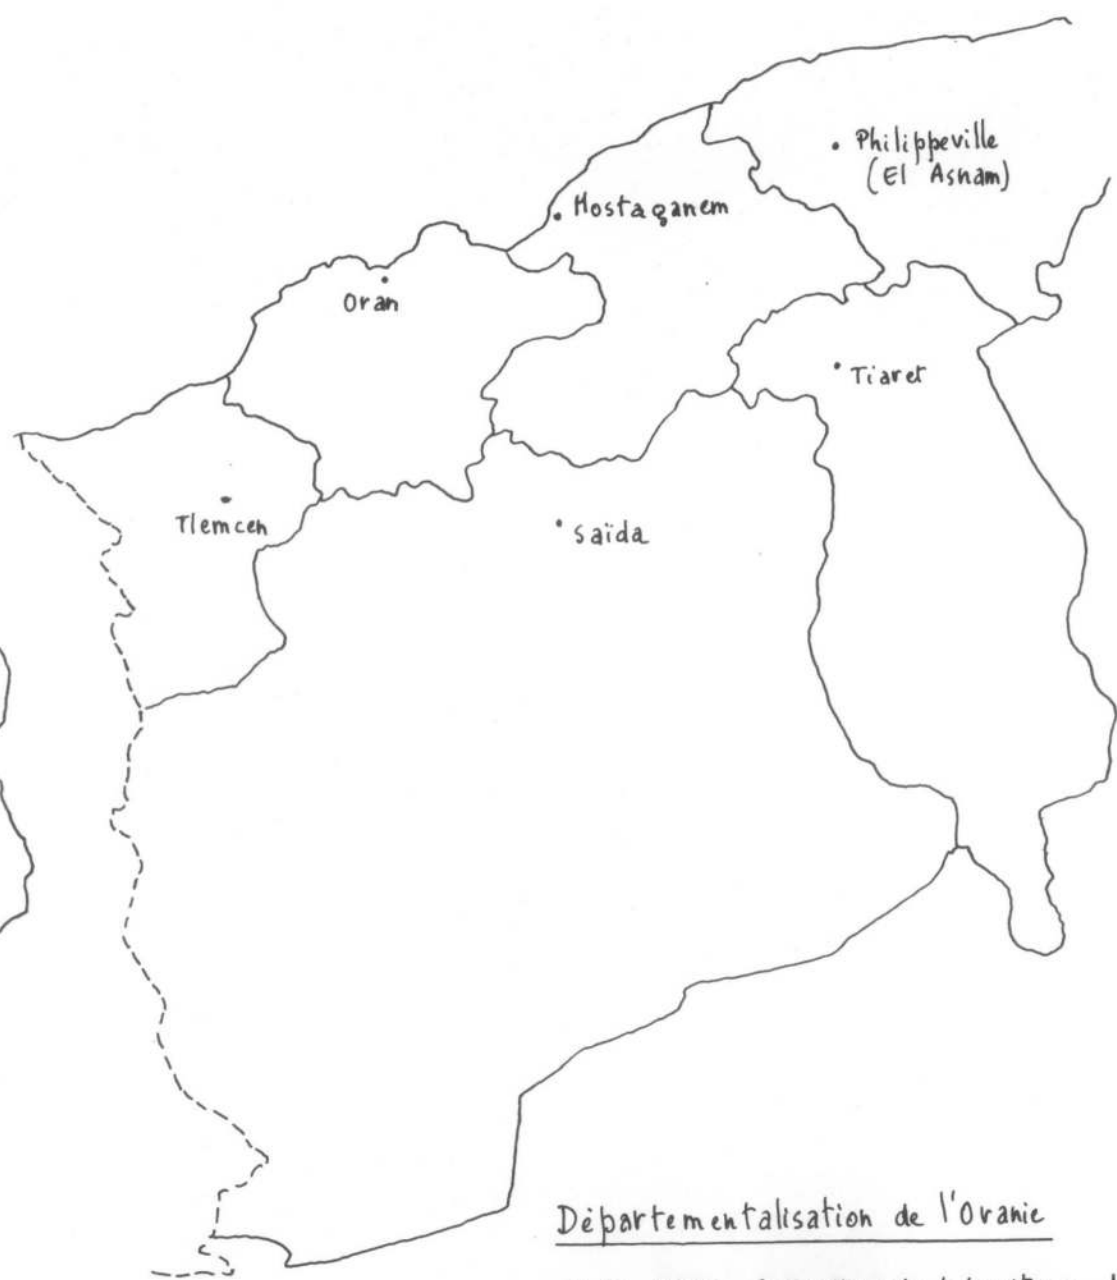 Philippeville
(El Asnam)
Mostaganem
Oran
Tiaret
Tlemcen
Saïda
Départementalisation de l'Oranie